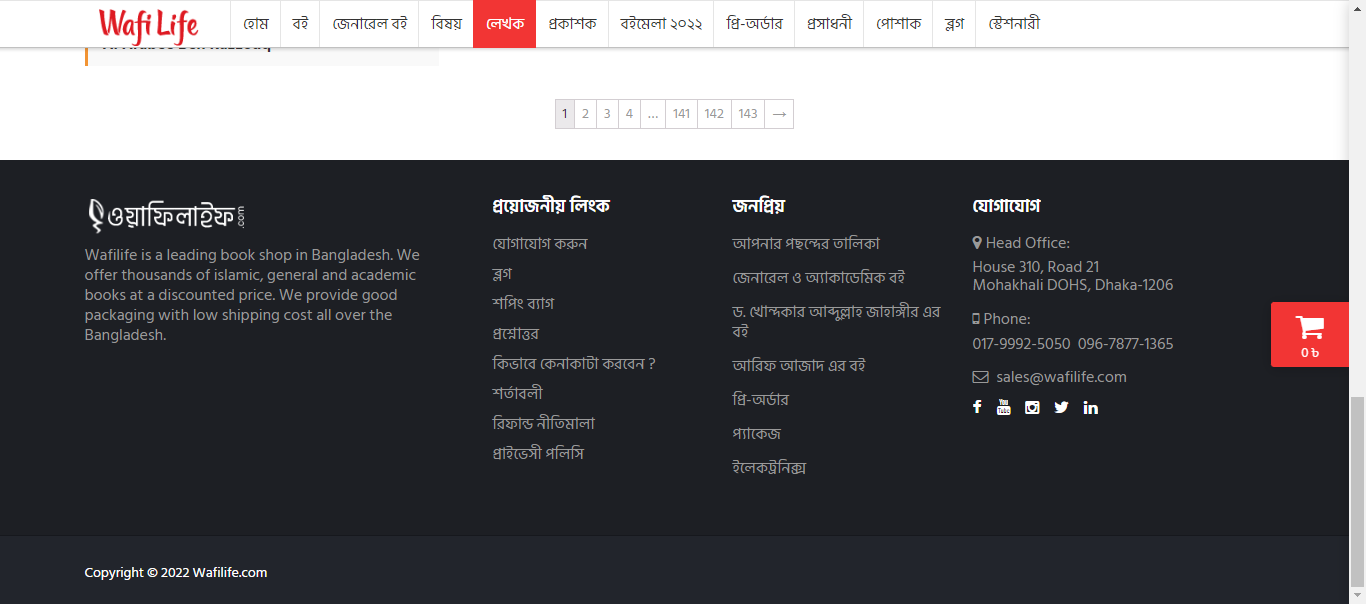 Wafi Life
হোম
বই
জেনারেল বই
বিষয়
লেখক
প্রকাশক
বইমেলা ২০২২
প্রি-অর্ডার
প্রসাধনী
পোশাক
ব্লগ
স্টেশনারী
1 2 3 4 … 141 142 143 →
ওয়াফিলাইফ.com
Wafilife is a leading book shop in Bangladesh. We
offer thousands of islamic, general and academic
books at a discounted price. We provide good
packaging with low shipping cost all over the
Bangladesh.
প্রয়োজনীয় লিংক
যোগাযোগ করুন
ব্লগ
শপিং ব্যাগ
প্রশ্নোত্তর
কিভাবে কেনাকাটা করবেন ?
শর্তাবলী
রিফান্ড নীতিমালা
প্রাইভেসী পলিসি
জনপ্রিয়
আপনার পছন্দের তালিকা
জেনারেল ও অ্যাকাডেমিক বই
ড. খোন্দকার আব্দুল্লাহ জাহাঙ্গীর এর
বই
আরিফ আজাদ এর বই
প্রি-অর্ডার
প্যাকেজ
ইলেকট্রনিক্স
যোগাযোগ
Head Office:
House 310, Road 21
Mohakhali DOHS, Dhaka-1206
Phone:
017-9992-5050 096-7877-1365
sales@wafilife.com
0 ৳
Copyright © 2022 Wafilife.com